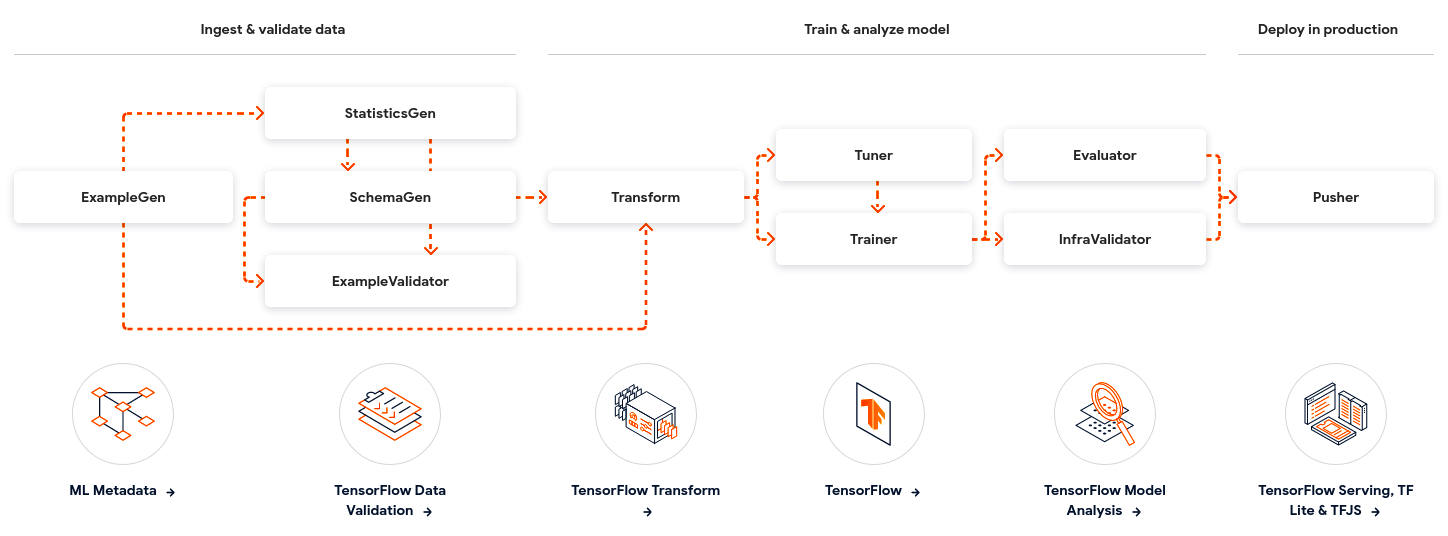 Ingest & validate data
Train & analyze model
Deploy in production
StatisticsGen
Tuner
Evaluator
ExampleGen
SchemaGen
Transform
Pusher
Trainer
InfraValidator
ExampleValidator
ML Metadata →
TensorFlow Data
Validation →
TensorFlow Transform
→
TensorFlow →
TensorFlow Model
Analysis →
TensorFlow Serving, TF
Lite & TFJS →